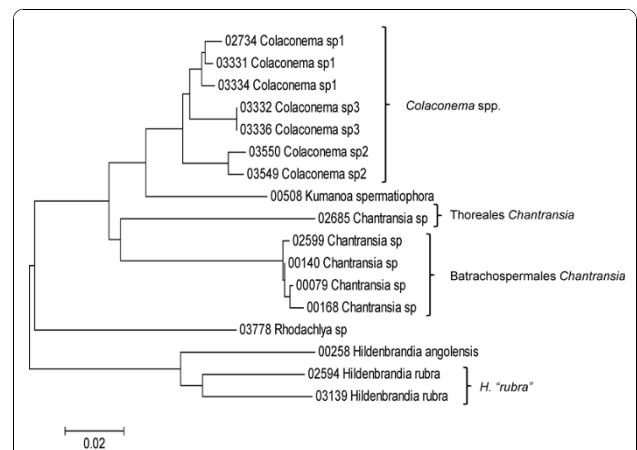 02734 Colaconema sp1
03331 Colaconema sp1
03334 Colaconema sp1
03332 Colaconema sp3
Colaconema spp.
03336 Colaconema sp3
03550 Colaconema sp2
03549 Colaconema sp2
00508 Kumanoa spermatiophora
02685 Chantransia sp
Thoreales Chantransia
02599 Chantransia sp
00140 Chantransia sp
Batrachospermales Chantransia
00079 Chantransia sp
00168 Chantransia sp
03778 Rhodachlya sp
00258 Hildenbrandia angolensis
02594 Hildenbrandia rubra
H. “rubra”
03139 Hildenbrandia rubra
0.02